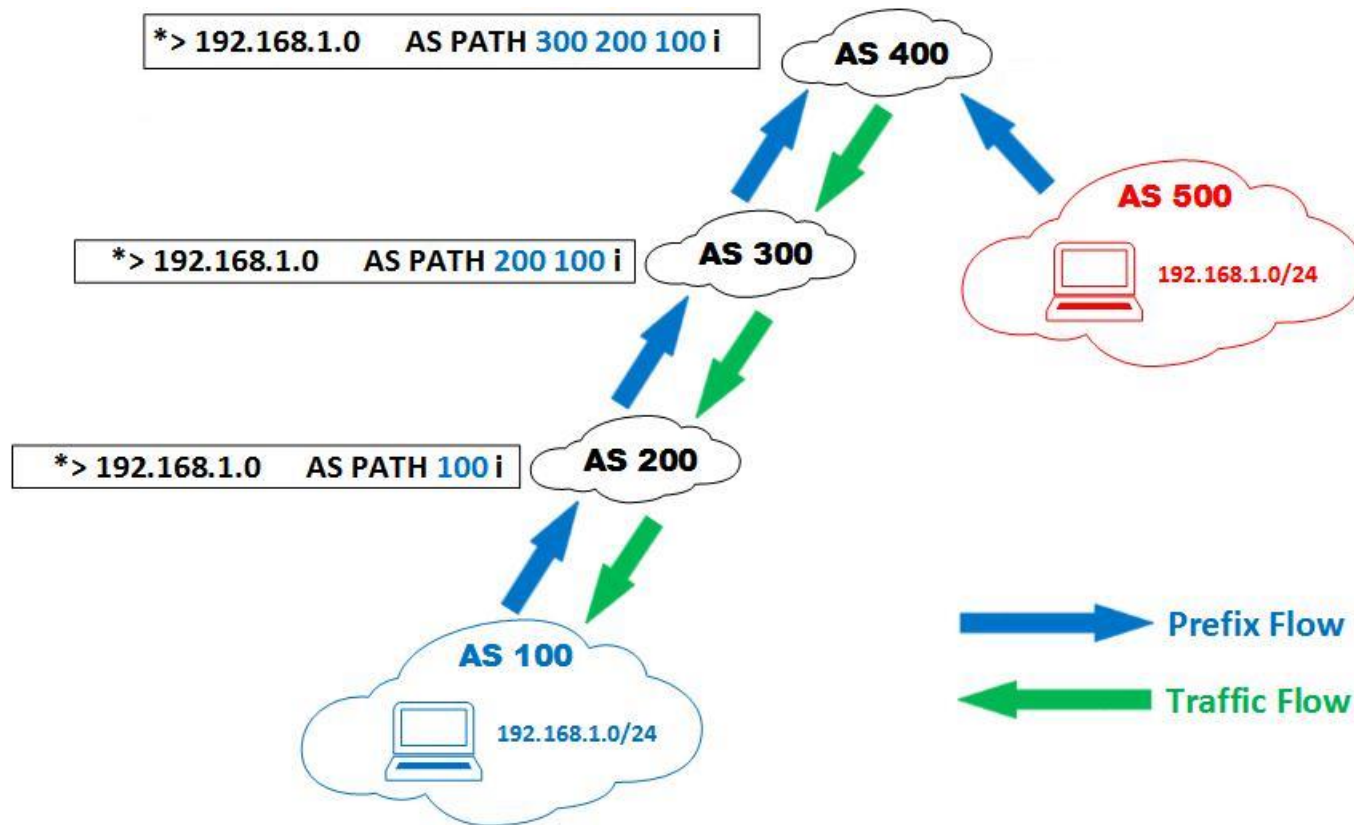 *> 192.168.1.0 AS PATH 300 200 100 i
AS 400
AS 500
192.168.1.0/24
*> 192.168.1.0 AS PATH 200 100 i
AS 300
*> 192.168.1.0 AS PATH 100 i
AS 200
AS 100
192.168.1.0/24
Prefix Flow
Traffic Flow